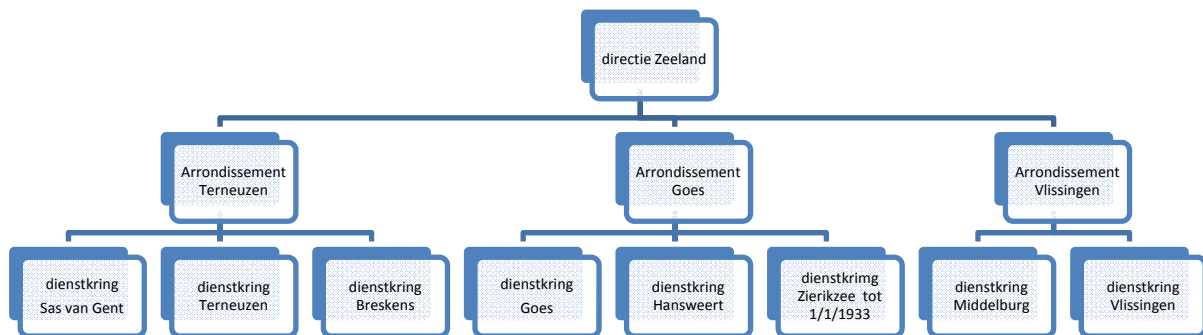 directie Zeeland
Arrondissement
Terneuzen
Arrondissement
Goes
Arrondissement
Vlissingen
dienstkring
Sas van Gent
dienstkring
Terneuzen
dienstkring
Breskens
dienstkring
Goes
dienstkring
Hansweert
dienstkrimg
Zierikzee tot
1/1/1933
dienstkring
Middelburg
dienstkring
Vlissingen